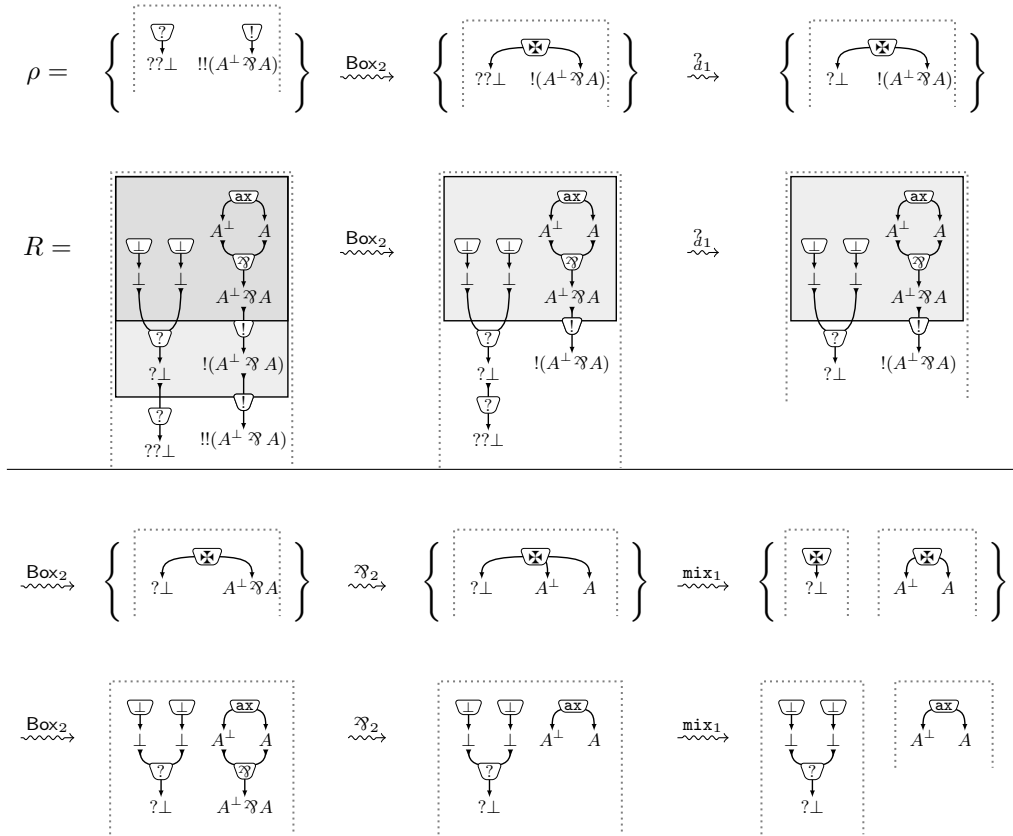 ? !
ρ = { ??⊥ !!(A⊥ ⅋ A) } Box₂ { ✠ ??⊥ !(A⊥ ⅋ A) } ?d₁ { ✠ ?⊥ !(A⊥ ⅋ A) }
ax ax ax
R = ⊥ ⊥ A⊥ A Box₂ ⊥ ⊥ A⊥ A ?d₁ ⊥ ⊥ A⊥ A
⊥ ⊥ ⅋ ⊥ ⊥ ⅋ ⊥ ⊥ ⅋
A⊥ ⅋ A A⊥ ⅋ A A⊥ ⅋ A
? ! ? ! ? !
?⊥ !(A⊥ ⅋ A) ?⊥ !(A⊥ ⅋ A) ?⊥ !(A⊥ ⅋ A)
? ! ?
??⊥ !!(A⊥ ⅋ A) ??⊥
Box₂ { ✠ ?⊥ A⊥ ⅋ A } ⅋₂ { ✠ ?⊥ A⊥ A } mix₁ { ✠ ?⊥ ✠ A⊥ A }
Box₂ ⊥ ⊥ ax ⅋₂ ⊥ ⊥ ax mix₁ ⊥ ⊥ ax
⊥ ⊥ A⊥ A ⊥ ⊥ A⊥ A ⊥ ⊥ A⊥ A
? ⅋ ? ?
?⊥ A⊥ ⅋ A ?⊥ ?⊥